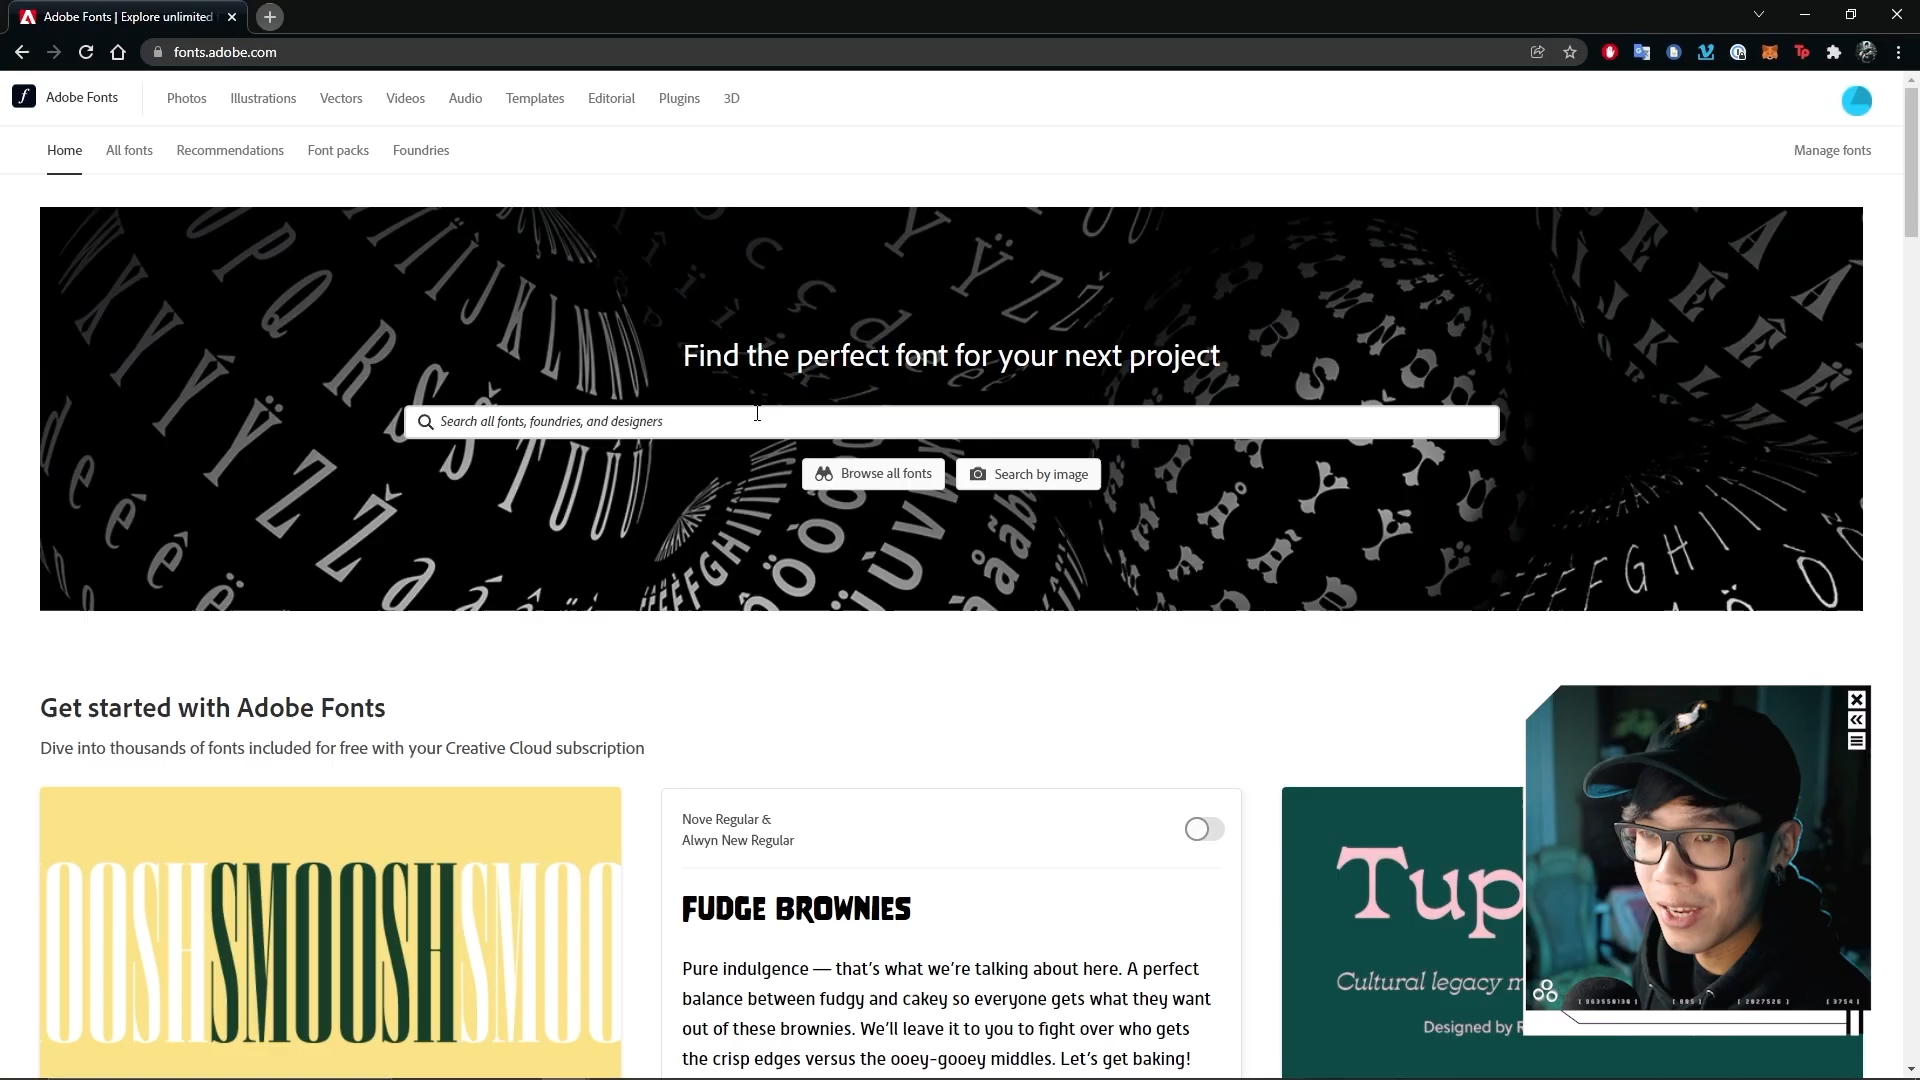 Adobe Fonts | Explore unlimited
fonts.adobe.com
Adobe Fonts
Photos
Illustrations
Vectors
Videos
Audio
Templates
Editorial
Plugins
3D
Home
All fonts
Recommendations
Font packs
Foundries
Manage fonts
Find the perfect font for your next project
Search all fonts, foundries, and designers
Browse all fonts
Search by image
Get started with Adobe Fonts
Dive into thousands of fonts included for free with your Creative Cloud subscription
OOSHSMOOSHSMOO
Nove Regular &
Alwyn New Regular
FUDGE BROWNIES
Pure indulgence — that’s what we’re talking about here. A perfect
balance between fudgy and cakey so everyone gets what they want
out of these brownies. We’ll leave it to you to fight over who gets
the crisp edges versus the ooey-gooey middles. Let’s get baking!
Tup
Cultural legacy m
Designed by